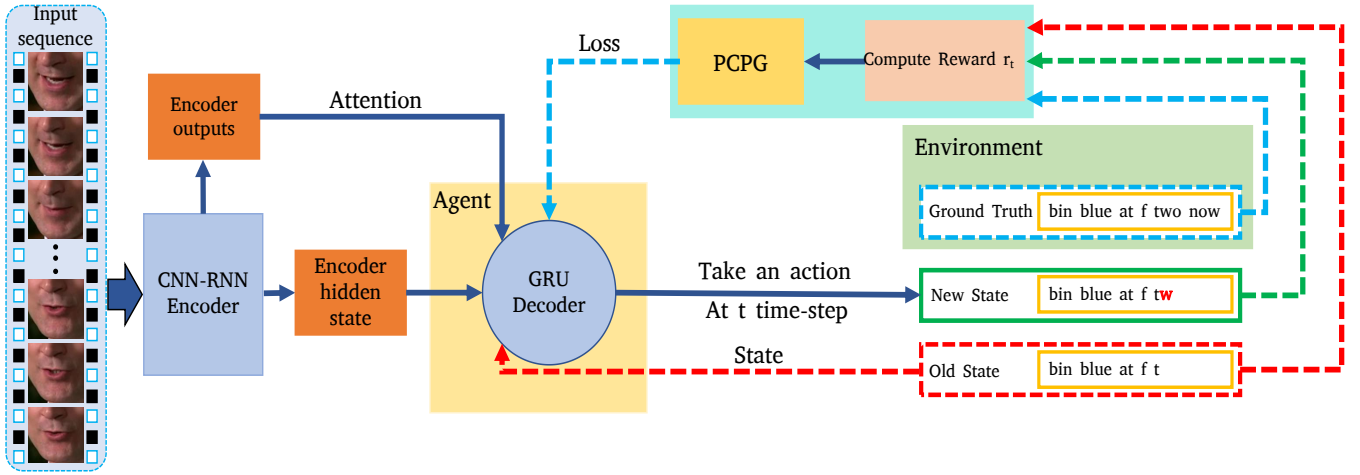 Input
sequence
Encoder
outputs
Attention
CNN-RNN
Encoder
Encoder
hidden
state
Loss
Agent
GRU
Decoder
PCPG
Compute Reward rₜ
Environment
Ground Truth
bin blue at f two now
Take an action
At t time-step
New State
bin blue at f tw
State
Old State
bin blue at f t